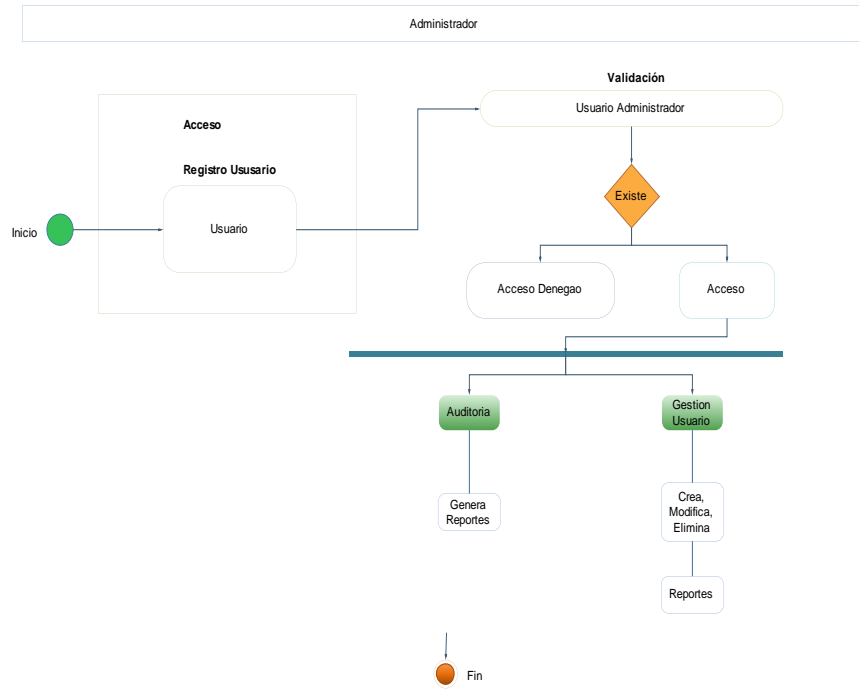 Administrador
Validación
Usuario Administrador
Acceso
Registro Ususario
Existe
Inicio
Usuario
Acceso Denegao
Acceso
Auditoria
Gestion
Usuario
Genera
Reportes
Crea,
Modifica,
Elimina
Reportes
Fin